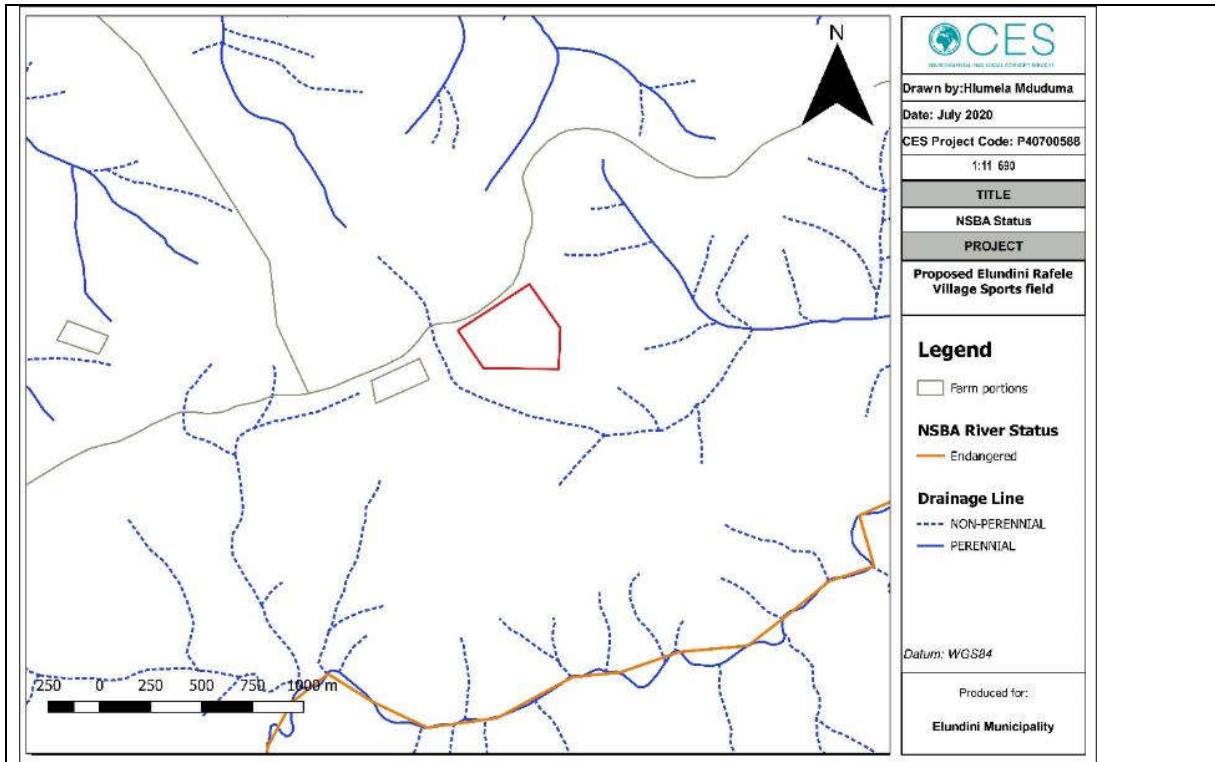 N
CES
Drawn by:Hlumela Mduduma
Date: July 2020
CES Project Code: P40700588
1:11 690
TITLE
NSBA Status
PROJECT
Proposed Elundini Rafele
Village Sports field
Legend
Farm portions
NSBA River Status
Endangered
Drainage Line
NON-PERENNIAL
PERENNIAL
Datum: WGS84
Produced for:
Elundini Municipality
250 0 250 500 750 1000 m